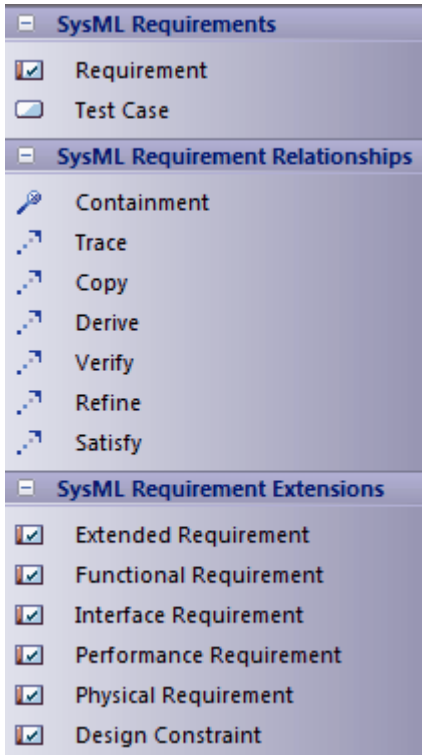 SysML Requirements
Requirement
Test Case
SysML Requirement Relationships
Containment
Trace
Copy
Derive
Verify
Refine
Satisfy
SysML Requirement Extensions
Extended Requirement
Functional Requirement
Interface Requirement
Performance Requirement
Physical Requirement
Design Constraint